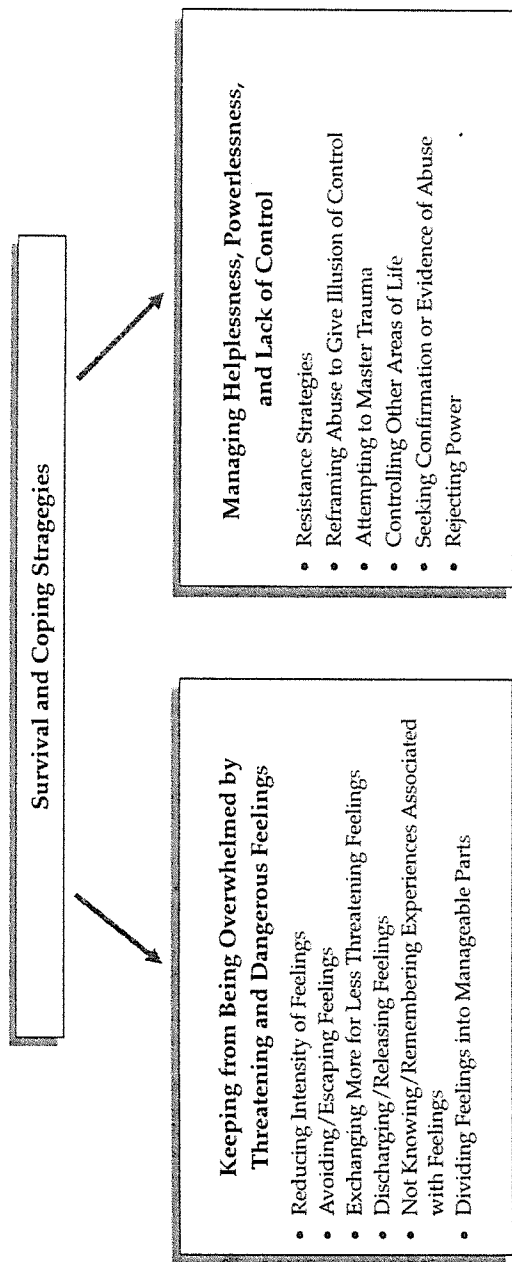 Survival and Coping Stragegies
Keeping from Being Overwhelmed by
Threatening and Dangerous Feelings
• Reducing Intensity of Feelings
• Avoiding/Escaping Feelings
• Exchanging More for Less Threatening Feelings
• Discharging/Releasing Feelings
• Not Knowing/Remembering Experiences Associated
with Feelings
• Dividing Feelings into Manageable Parts
Managing Helplessness, Powerlessness,
and Lack of Control
• Resistance Strategies
• Reframing Abuse to Give Illusion of Control
• Attempting to Master Trauma
• Controlling Other Areas of Life
• Seeking Confirmation or Evidence of Abuse
• Rejecting Power